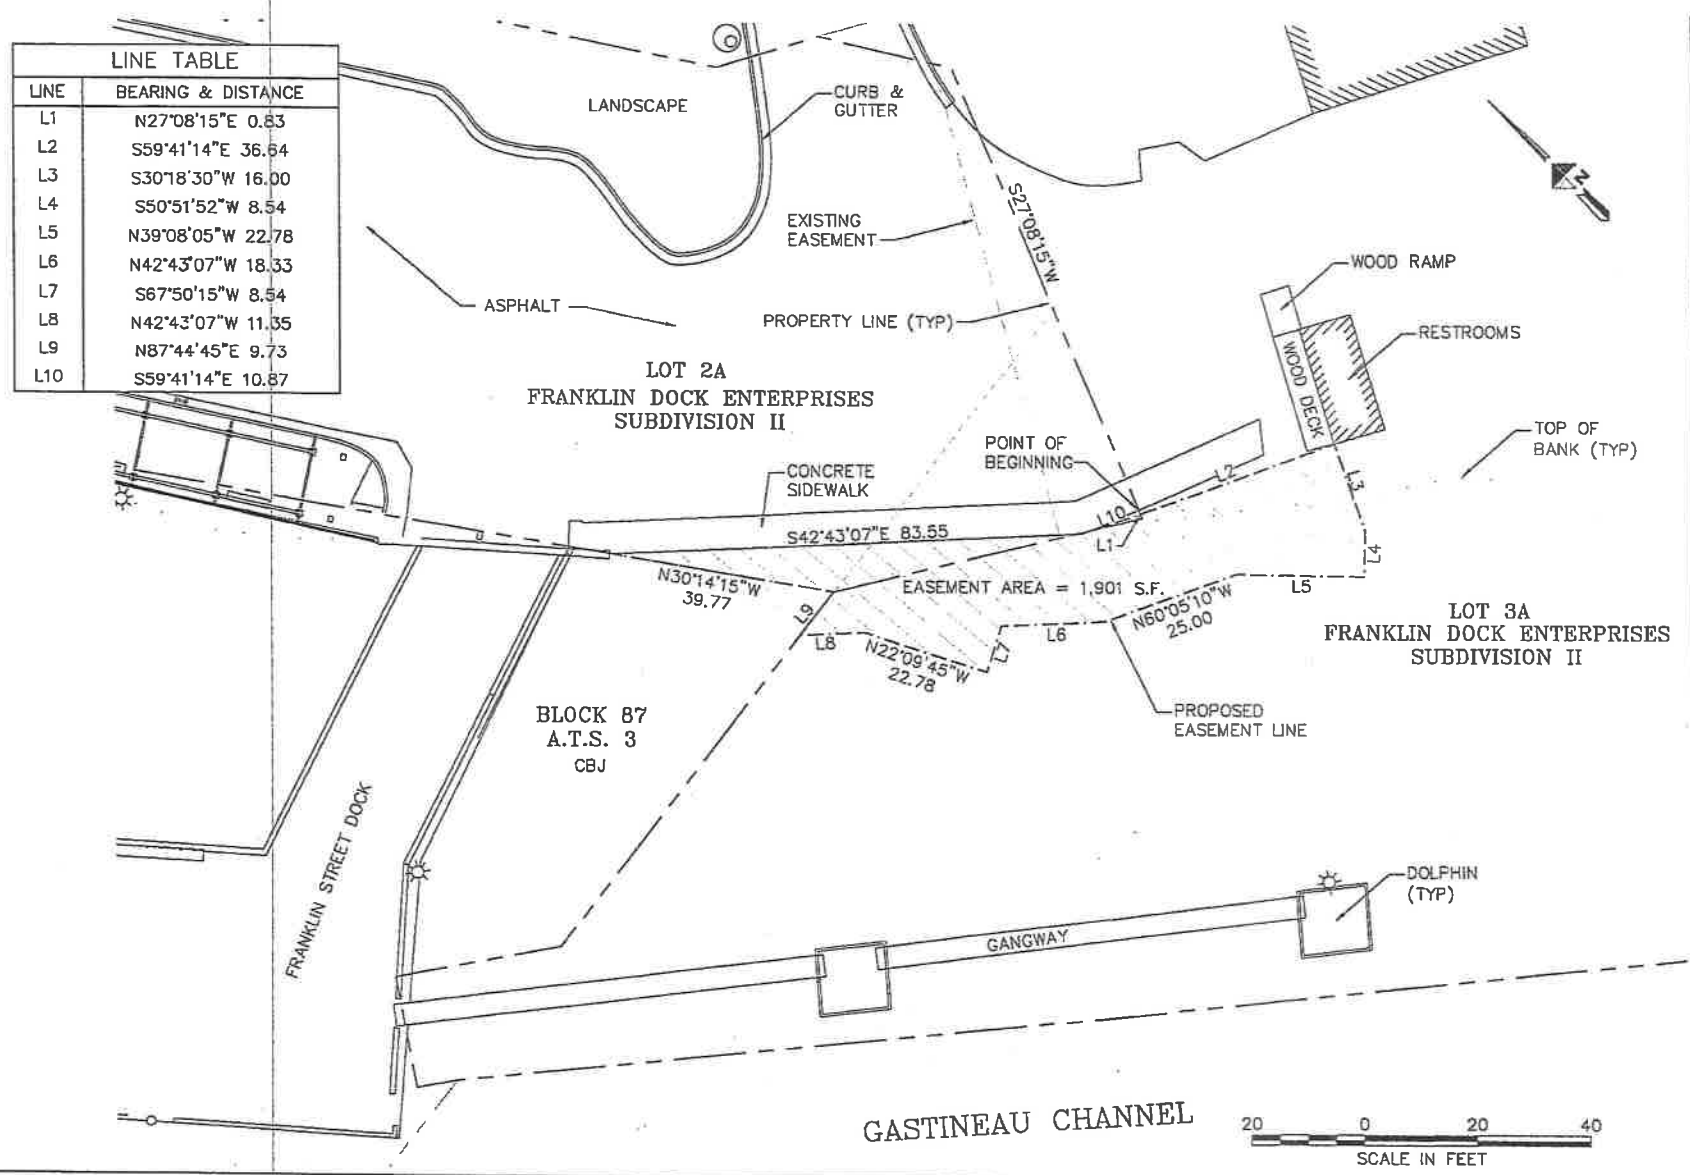 LINE TABLE
LINE BEARING & DISTANCE
L1 N27°08'15"E 0.83
L2 S59°41'14"E 36.64
L3 S30°18'30"W 16.00
L4 S50°51'52"W 8.54
L5 N39°08'05"W 22.78
L6 N42°43'07"W 18.33
L7 S67°50'15"W 8.54
L8 N42°43'07"W 11.35
L9 N87°44'45"E 9.73
L10 S59°41'14"E 10.87
LANDSCAPE
CURB &
GUTTER
N
EXISTING
EASEMENT
S27°08'15"W
ASPHALT
PROPERTY LINE (TYP)
WOOD RAMP
RESTROOMS
WOOD DECK
LOT 2A
FRANKLIN DOCK ENTERPRISES
SUBDIVISION II
POINT OF
BEGINNING
TOP OF
BANK (TYP)
CONCRETE
SIDEWALK
L2
L3
L10
L1
S42°43'07"E 83.55
L4
N30°14'15"W
39.77
EASEMENT AREA = 1,901 S.F.
L5
L9
L8
N22°09'45"W
22.78
L7
L6
N60°05'10"W
25.00
LOT 3A
FRANKLIN DOCK ENTERPRISES
SUBDIVISION II
BLOCK 87
A.T.S. 3
CBJ
PROPOSED
EASEMENT LINE
FRANKLIN STREET DOCK
DOLPHIN
(TYP)
GANGWAY
GASTINEAU CHANNEL
20 0 20 40
SCALE IN FEET